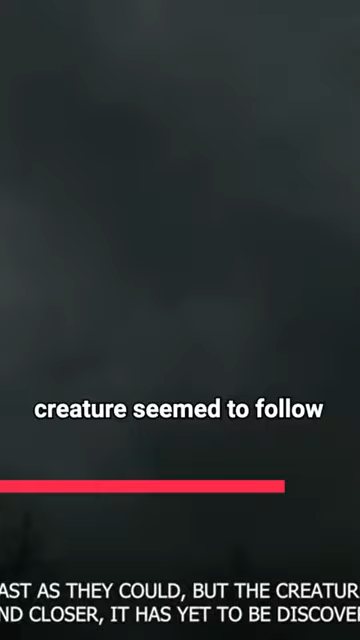 creature seemed to follow
AST AS THEY COULD, BUT THE CREATUR
ND CLOSER, IT HAS YET TO BE DISCOVE